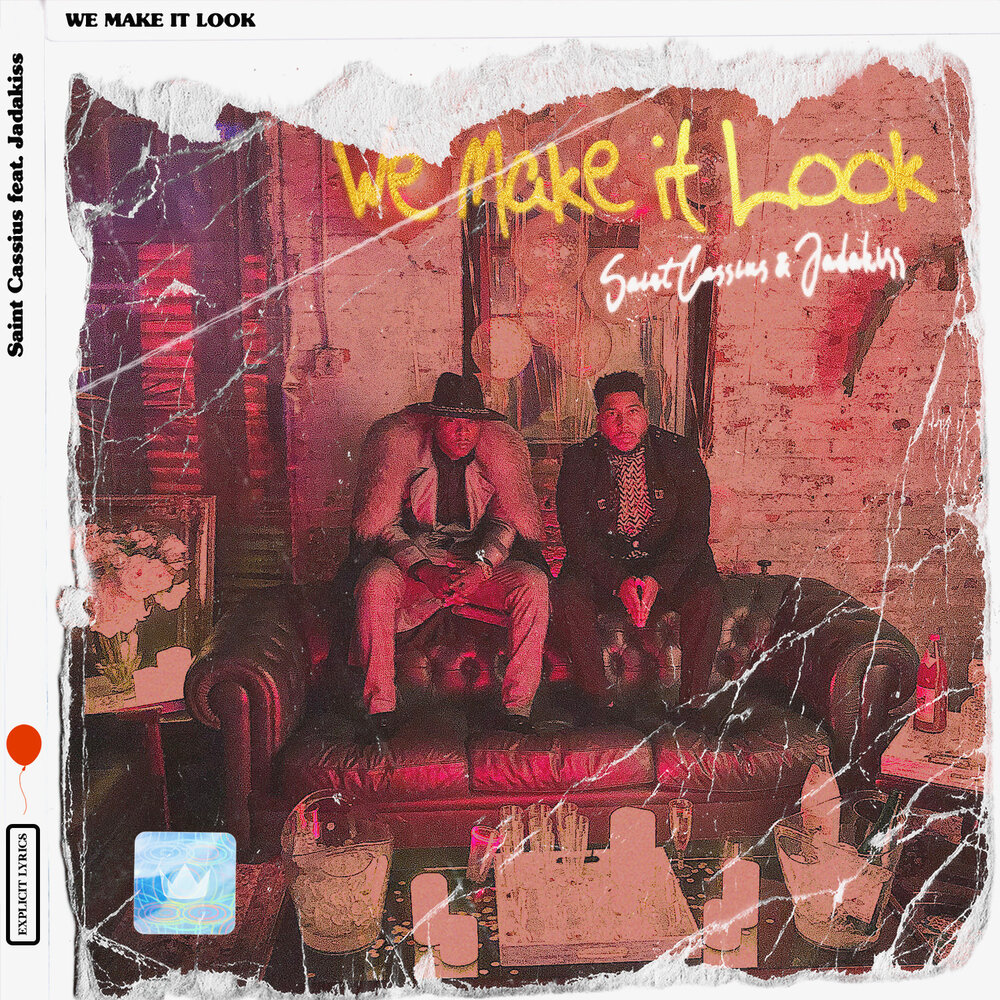 WE MAKE IT LOOK
Saint Cassius feat. Jadakiss
We Make it Look
Saint Cassius & Jadakiss
EXPLICIT LYRICS